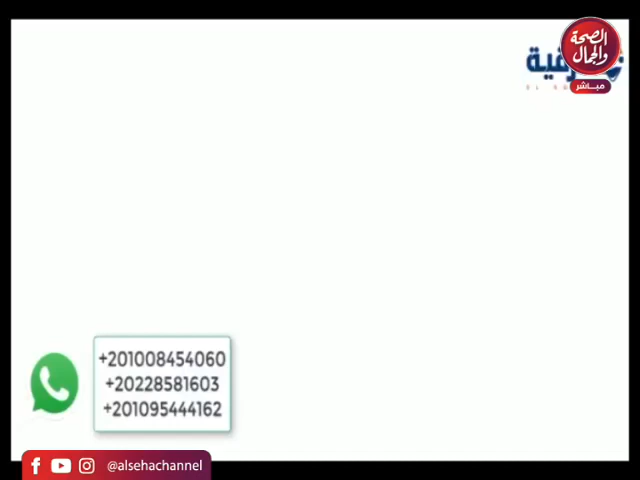 الصحة
والجمال
مباشر
+201008454060
+20228581603
+201095444162
@alsehachannel